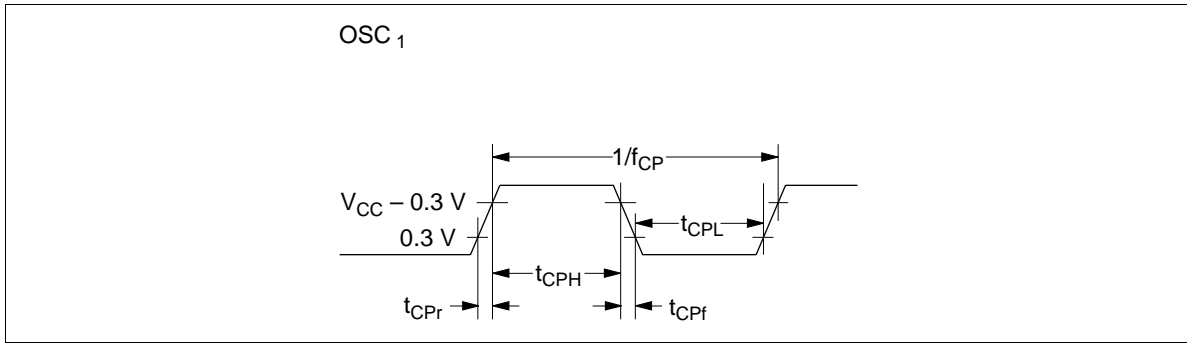 OSC 1
1/fCP
VCC – 0.3 V
0.3 V
tCPL
tCPH
tCPr
tCPf